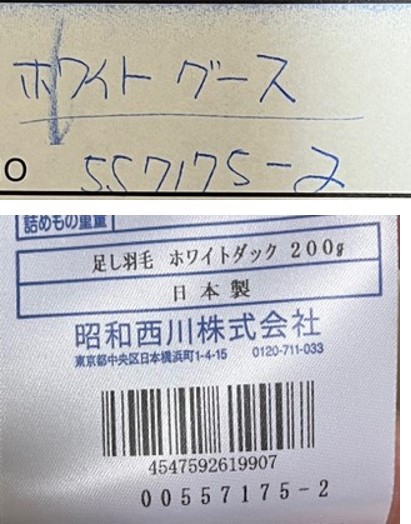 ホワイト グース
O 557175-2
詰めもの重量
足し羽毛 ホワイトダック 200g
日本製
昭和西川株式会社
東京都中央区日本橋浜町1-4-15 0120-711-033
4547592619907
00557175-2